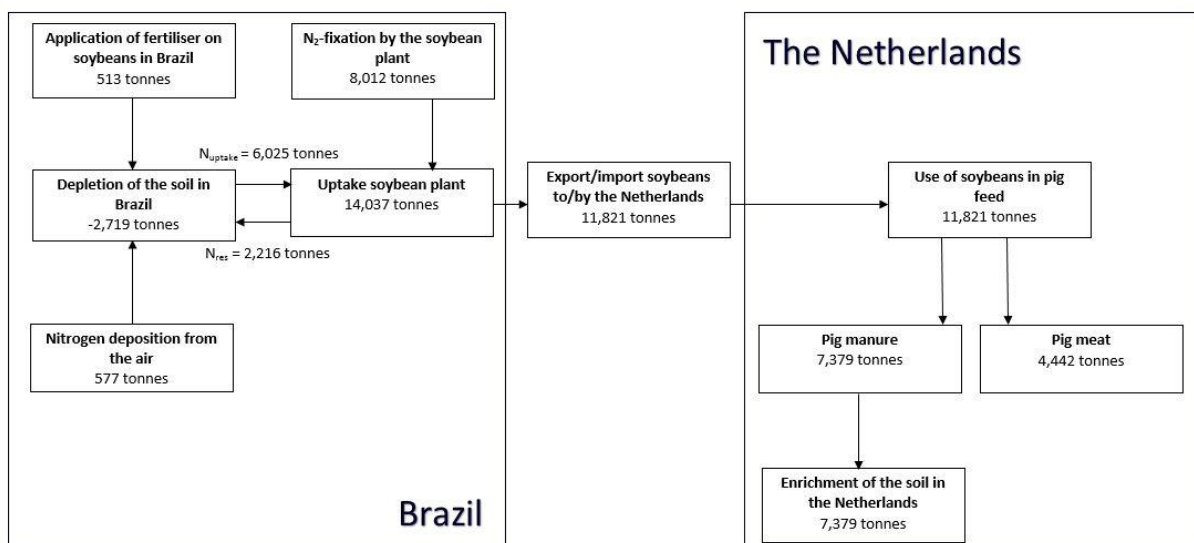 Application of fertiliser on
soybeans in Brazil
513 tonnes
N₂-fixation by the soybean
plant
8,012 tonnes
The Netherlands
Nuptake = 6,025 tonnes
Depletion of the soil in
Brazil
-2,719 tonnes
Uptake soybean plant
14,037 tonnes
Export/import soybeans
to/by the Netherlands
11,821 tonnes
Use of soybeans in pig
feed
11,821 tonnes
Nres = 2,216 tonnes
Nitrogen deposition from
the air
577 tonnes
Pig manure
7,379 tonnes
Pig meat
4,442 tonnes
Enrichment of the soil in
the Netherlands
7,379 tonnes
Brazil